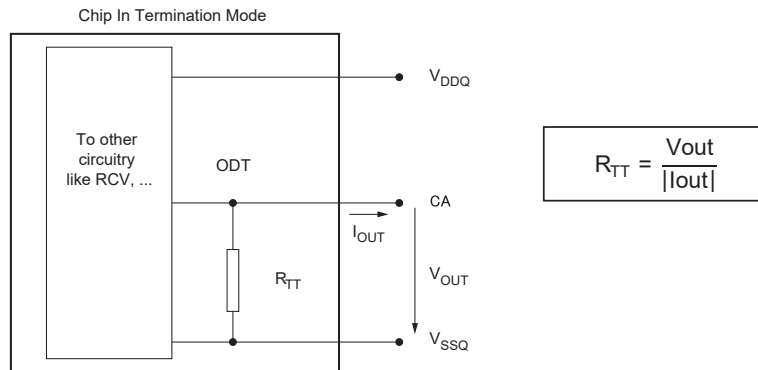 Chip In Termination Mode
To other
circuitry
like RCV, ...
ODT
V_DDQ
CA
I_OUT
R_TT
V_OUT
V_SSQ
R_TT = Vout / |Iout|